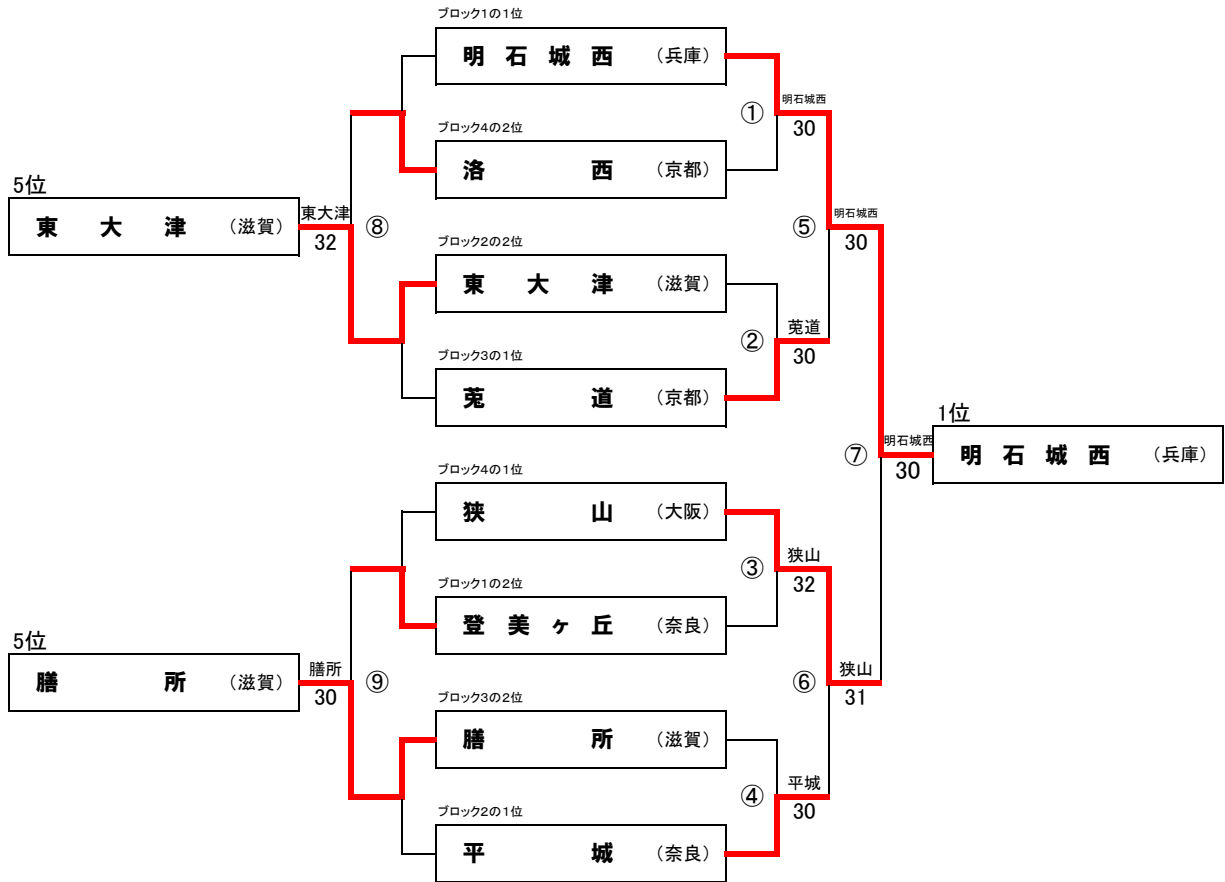 ブロック1の1位
明石城西 （兵庫）
① 明石城西
30
ブロック4の2位
洛西 （京都）
5位
東大津 （滋賀）
東大津
32
⑧
⑤ 明石城西
30
ブロック2の2位
東大津 （滋賀）
② 莵道
30
ブロック3の1位
莵道 （京都）
1位
明石城西 （兵庫）
⑦ 明石城西
30
ブロック4の1位
狭山 （大阪）
③ 狭山
32
ブロック1の2位
登美ヶ丘 （奈良）
5位
膳所 （滋賀）
膳所
30
⑨
⑥ 狭山
31
ブロック3の2位
膳所 （滋賀）
④ 平城
30
ブロック2の1位
平城 （奈良）